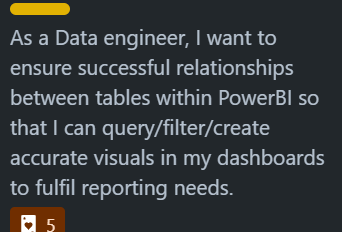 As a Data engineer, I want to
ensure successful relationships
between tables within PowerBI so
that I can query/filter/create
accurate visuals in my dashboards
to fulfil reporting needs.
5